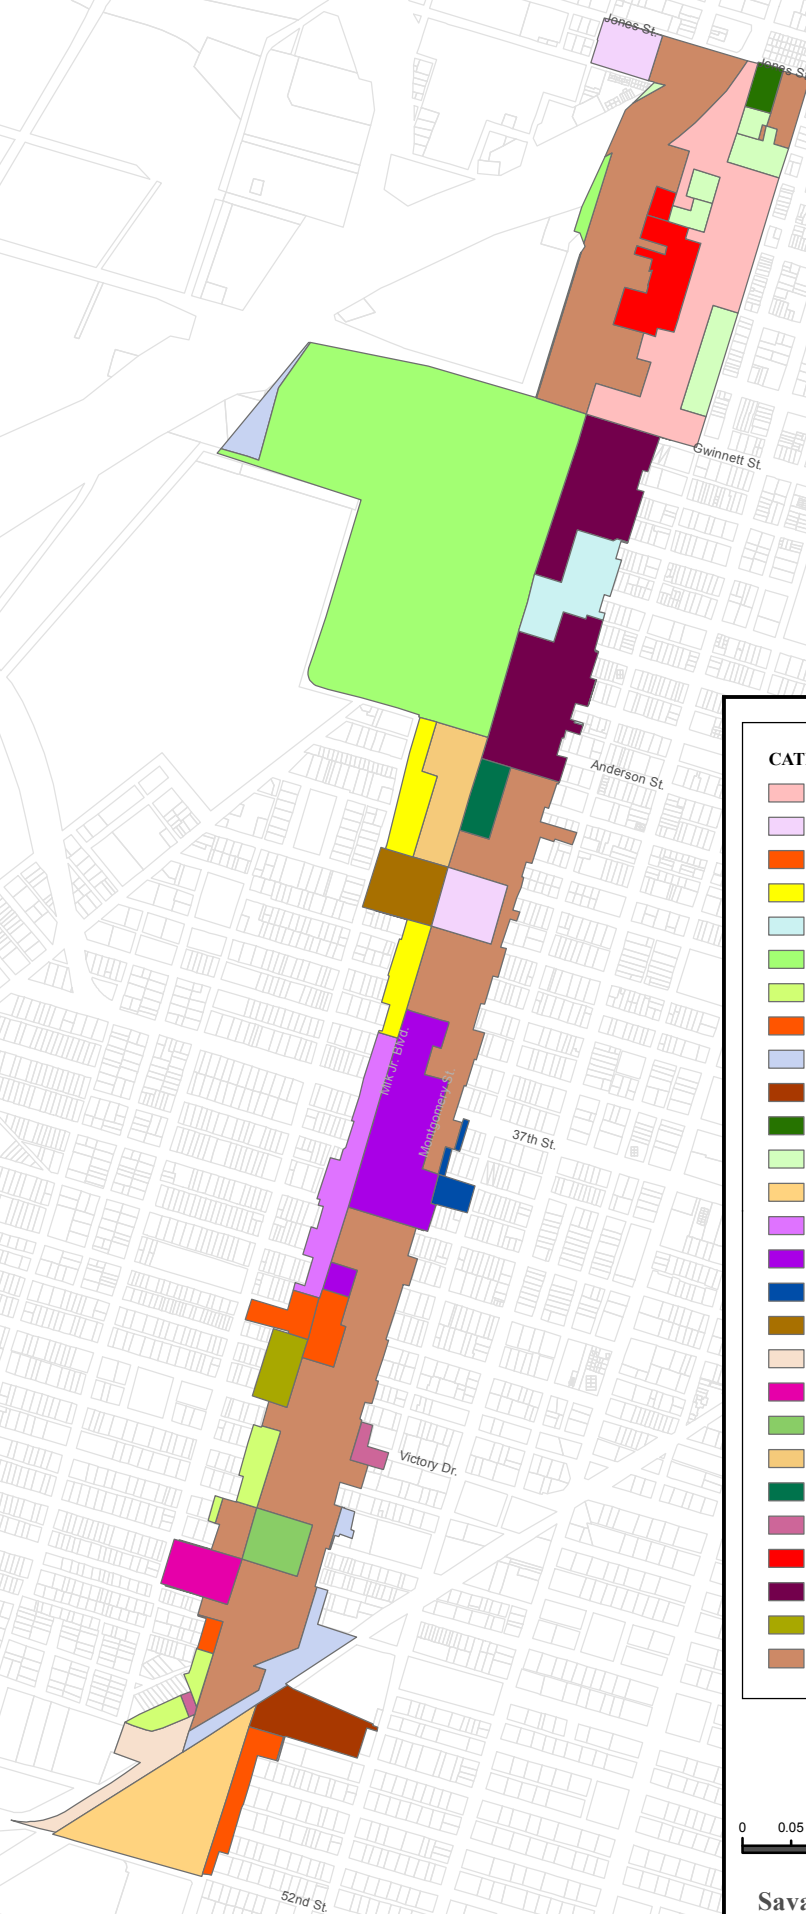 Jones St.
Jones S
Gwinnett St.
Anderson St.
CAT
Mlk Jr. Blvd.
Montgomery St.
37th St.
Victory Dr.
0 0.05
Sava
52nd St.